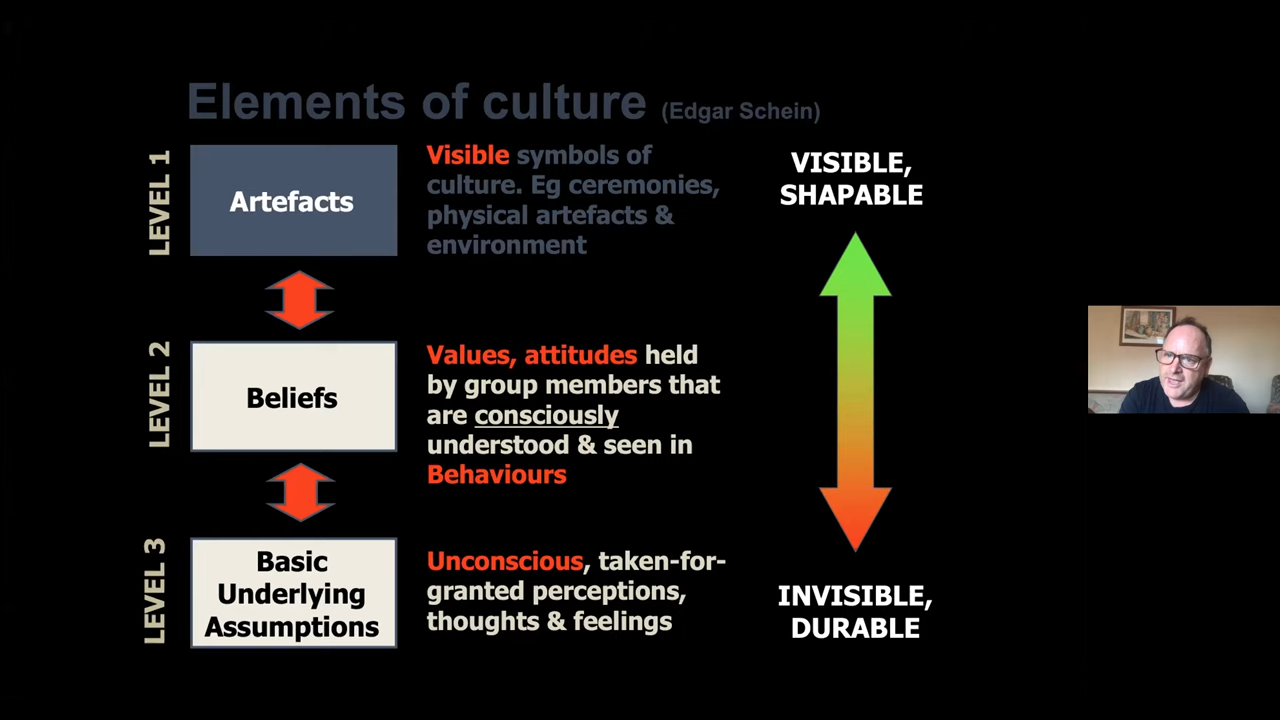 Elements of culture (Edgar Schein)
LEVEL 1
Artefacts
Visible symbols of
culture. Eg ceremonies,
physical artefacts &
environment
VISIBLE,
SHAPABLE
LEVEL 2
Beliefs
Values, attitudes held
by group members that
are consciously
understood & seen in
Behaviours
LEVEL 3
Basic
Underlying
Assumptions
Unconscious, taken-for-
granted perceptions,
thoughts & feelings
INVISIBLE,
DURABLE